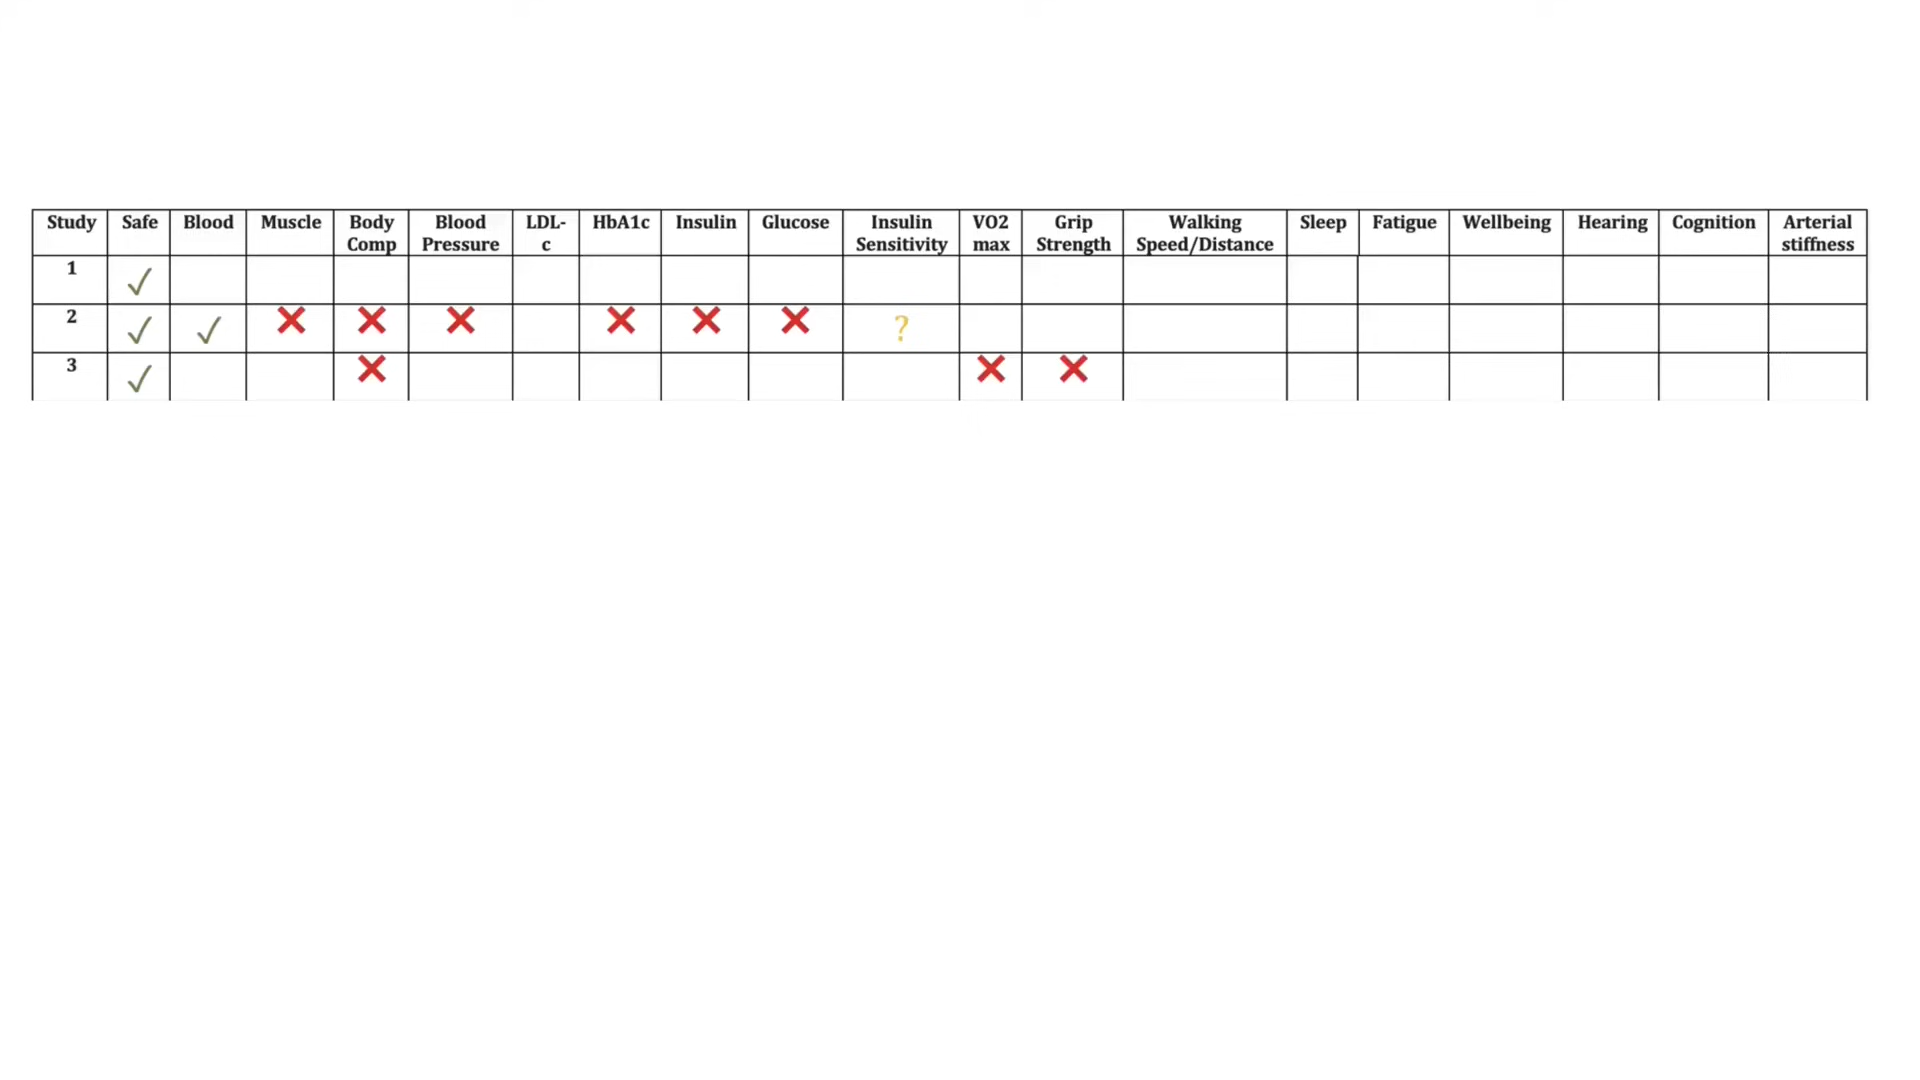 Study Safe Blood Muscle Body Comp Blood Pressure LDL-c HbA1c Insulin Glucose Insulin Sensitivity VO2 max Grip Strength Walking Speed/Distance Sleep Fatigue Wellbeing Hearing Cognition Arterial stiffness
1 ✓
2 ✓ ✓ ❌ ❌ ❌ ❌ ❌ ❌ ?
3 ✓ ❌ ❌ ❌